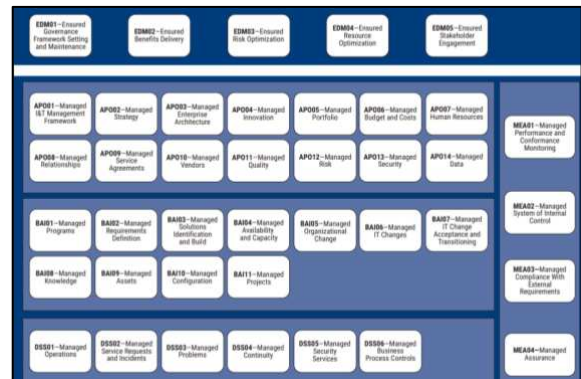 EDM01—Ensured
Governance
Framework Setting
and Maintenance
EDM02—Ensured
Benefits Delivery
EDM03—Ensured
Risk Optimization
EDM04—Ensured
Resource
Optimization
EDM05—Ensured
Stakeholder
Engagement
APO01—Managed
I&T Management
Framework
APO02—Managed
Strategy
APO03—Managed
Enterprise
Architecture
APO04—Managed
Innovation
APO05—Managed
Portfolio
APO06—Managed
Budget and Costs
APO07—Managed
Human Resources
APO08—Managed
Relationships
APO09—Managed
Service
Agreements
APO10—Managed
Vendors
APO11—Managed
Quality
APO12—Managed
Risk
APO13—Managed
Security
APO14—Managed
Data
MEA01—Managed
Performance and
Conformance
Monitoring
BAI01—Managed
Programs
BAI02—Managed
Requirements
Definition
BAI03—Managed
Solutions
Identification
and Build
BAI04—Managed
Availability
and Capacity
BAI05—Managed
Organizational
Change
BAI06—Managed
IT Changes
BAI07—Managed
IT Change
Acceptance and
Transitioning
BAI08—Managed
Knowledge
BAI09—Managed
Assets
BAI10—Managed
Configuration
BAI11—Managed
Projects
MEA02—Managed
System of Internal
Control
MEA03—Managed
Compliance With
External
Requirements
DSS01—Managed
Operations
DSS02—Managed
Service Requests
and Incidents
DSS03—Managed
Problems
DSS04—Managed
Continuity
DSS05—Managed
Security
Services
DSS06—Managed
Business
Process Controls
MEA04—Managed
Assurance